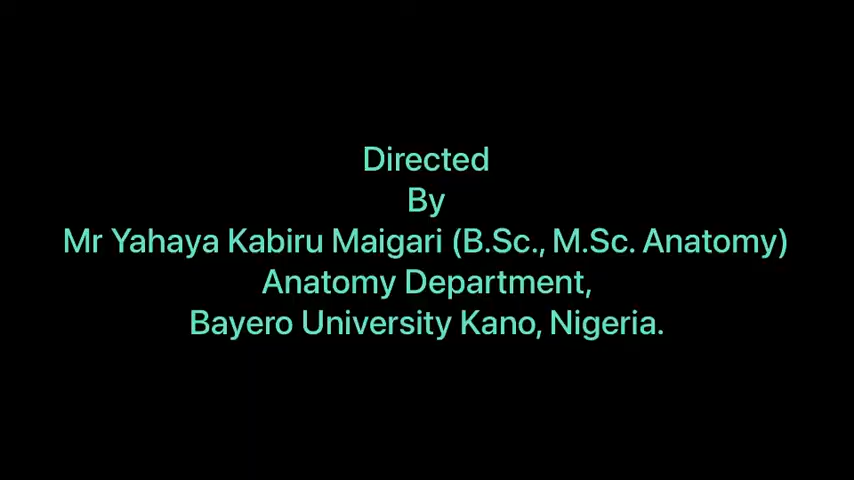 Directed
By
Mr Yahaya Kabiru Maigari (B.Sc., M.Sc. Anatomy)
Anatomy Department,
Bayero University Kano, Nigeria.